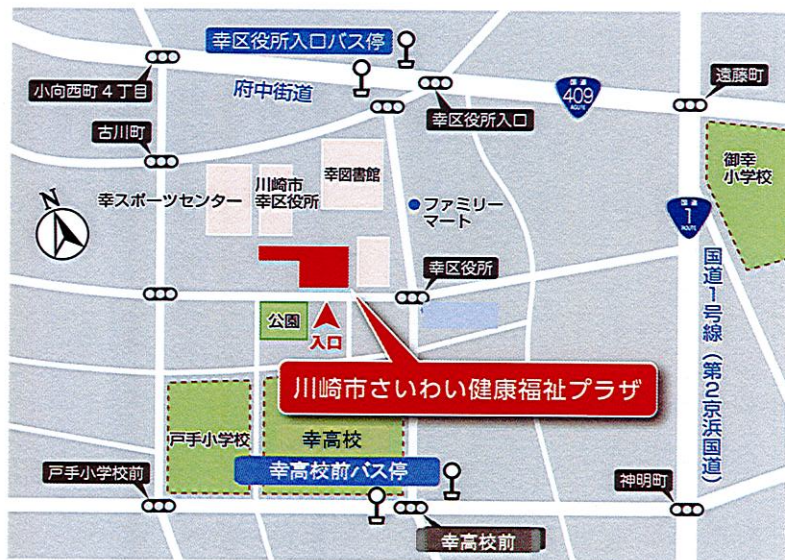 幸区役所入口バス停
小向西町4丁目
府中街道
幸区役所入口
国道
409
ROUTE
遠藤町
古川町
御幸
小学校
幸スポーツセンター
川崎市
幸区役所
幸図書館
ファミリー
マート
N
国道
1
ROUTE
幸区役所
公園
入口
国道1号線(第2京浜国道)
川崎市さいわい健康福祉プラザ
戸手小学校
幸高校
戸手小学校前
幸高校前バス停
神明町
幸高校前